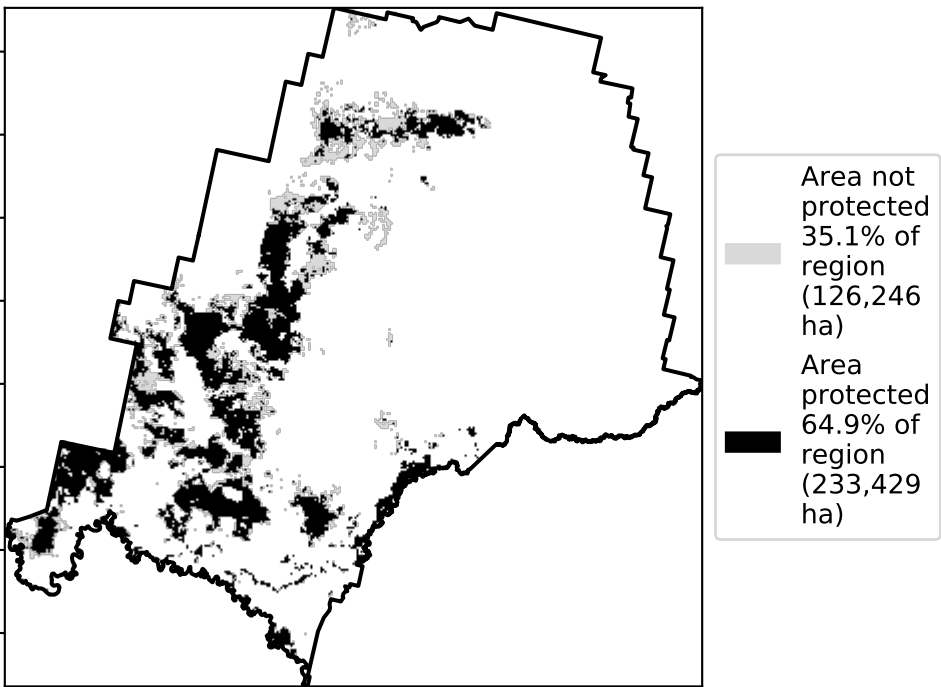 Area not
protected
35.1% of
region
(126,246
ha)
Area
protected
64.9% of
region
(233,429
ha)